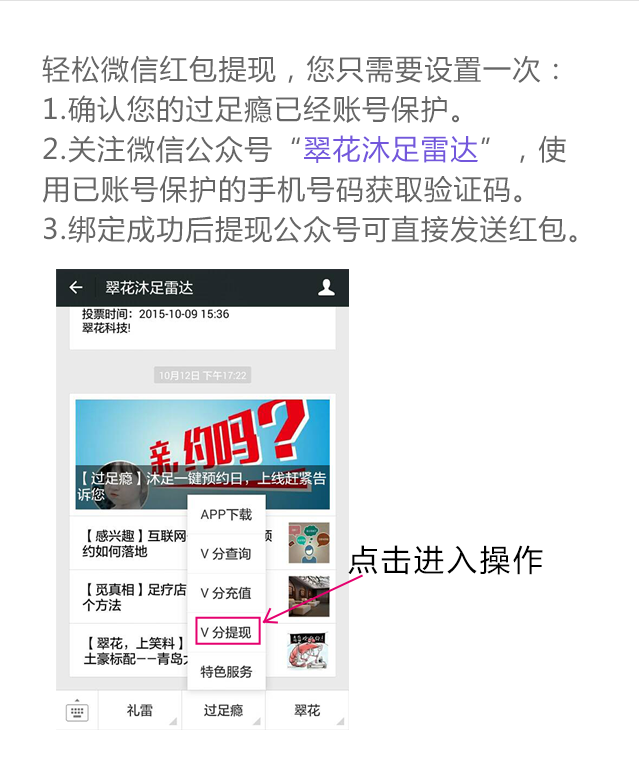 轻松微信红包提现，您只需要设置一次：
1.确认您的过足瘾已经账号保护。
2.关注微信公众号“翠花沐足雷达”，使
用已账号保护的手机号码获取验证码。
3.绑定成功后提现公众号可直接发送红包。
翠花沐足雷达
投票时间：2015-10-09 15:36
翠花科技!
10月12日 下午17:22
亲,约吗?
【过足瘾】沐足一键预约日，上线赶紧告
诉您
APP下载
【感兴趣】互联网 预
约如何落地
V 分查询
点击进入操作
【觅真相】足疗店
个方法
V 分充值
V 分提现
【翠花，上笑料】
土豪标配——青岛
特色服务
礼雷
过足瘾
翠花